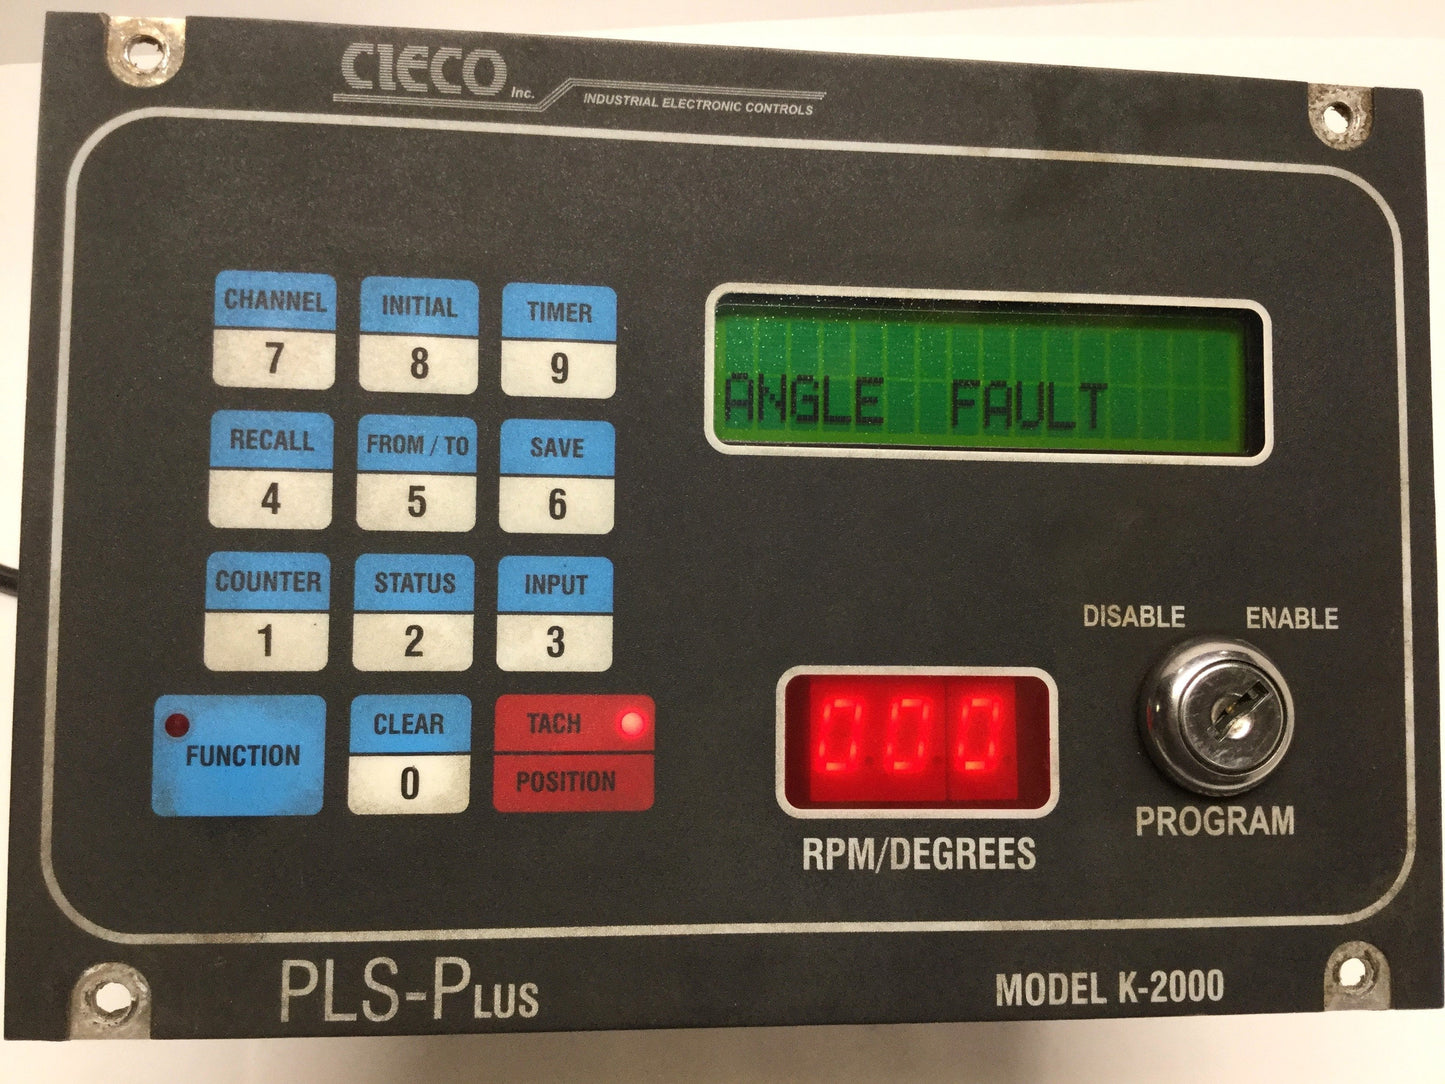 CIECO Inc.
INDUSTRIAL ELECTRONIC CONTROLS
CHANNEL
7
INITIAL
8
TIMER
9
RECALL
4
FROM / TO
5
SAVE
6
COUNTER
1
STATUS
2
INPUT
3
FUNCTION
CLEAR
0
TACH
POSITION
ANGLE FAULT
000
RPM/DEGREES
DISABLE
ENABLE
PROGRAM
PLS-PLUS
MODEL K-2000